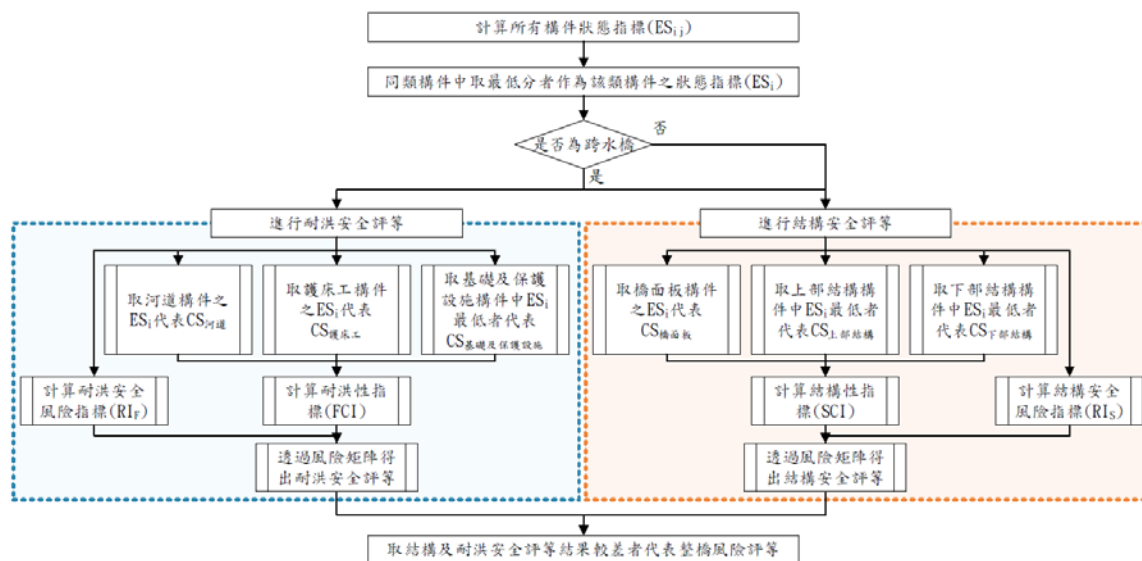 計算所有構件狀態指標(ESij)
同類構件中取最低分者作為該類構件之狀態指標(ESi)
是否為跨水橋
否
是
進行耐洪安全評等
取河道構件之
ESi代表CS河道
取護床工構件
之ESi代表
CS護床工
取基礎及保護
設施構件中ESi
最低者代表
CS基礎及保護設施
計算耐洪安全
風險指標(RIF)
計算耐洪性指
標(FCI)
透過風險矩陣得
出耐洪安全評等
進行結構安全評等
取橋面板構件
之ESi代表
CS橋面板
取上部結構構
件中ESi最低者
代表CS上部結構
取下部結構構
件中ESi最低者
代表CS下部結構
計算結構性指
標(SCI)
計算結構安全
風險指標(RIS)
透過風險矩陣得
出結構安全評等
取結構及耐洪安全評等結果較差者代表整橋風險評等